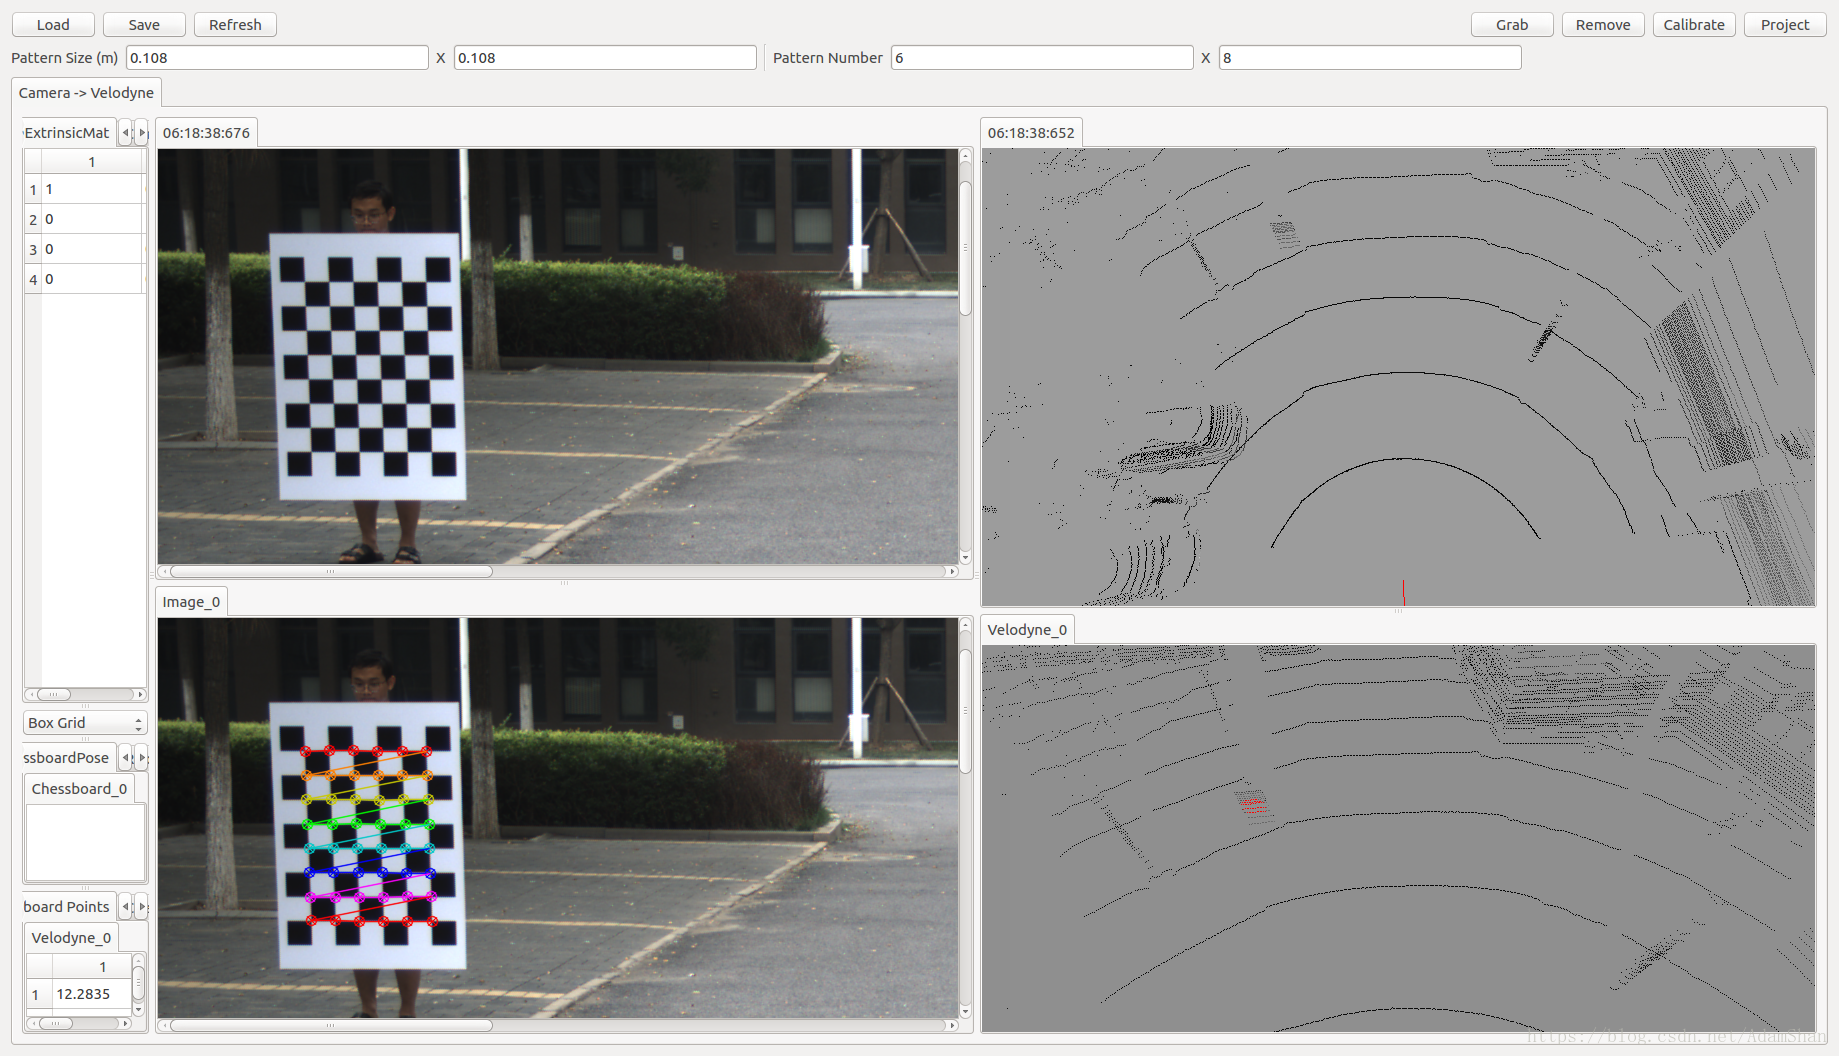 Load Save Refresh Grab Remove Calibrate Project
Pattern Size (m) 0.108 X 0.108 Pattern Number 6 X 8
Camera -> Velodyne
ExtrinsicMat
1
1 1
2 0
3 0
4 0
Box Grid
ssboardPose
Chessboard_0
board Points
Velodyne_0
1
1 12.2835
06:18:38:676
Image_0
06:18:38:652
Velodyne_0
https://blog.csdn.net/AdamShan